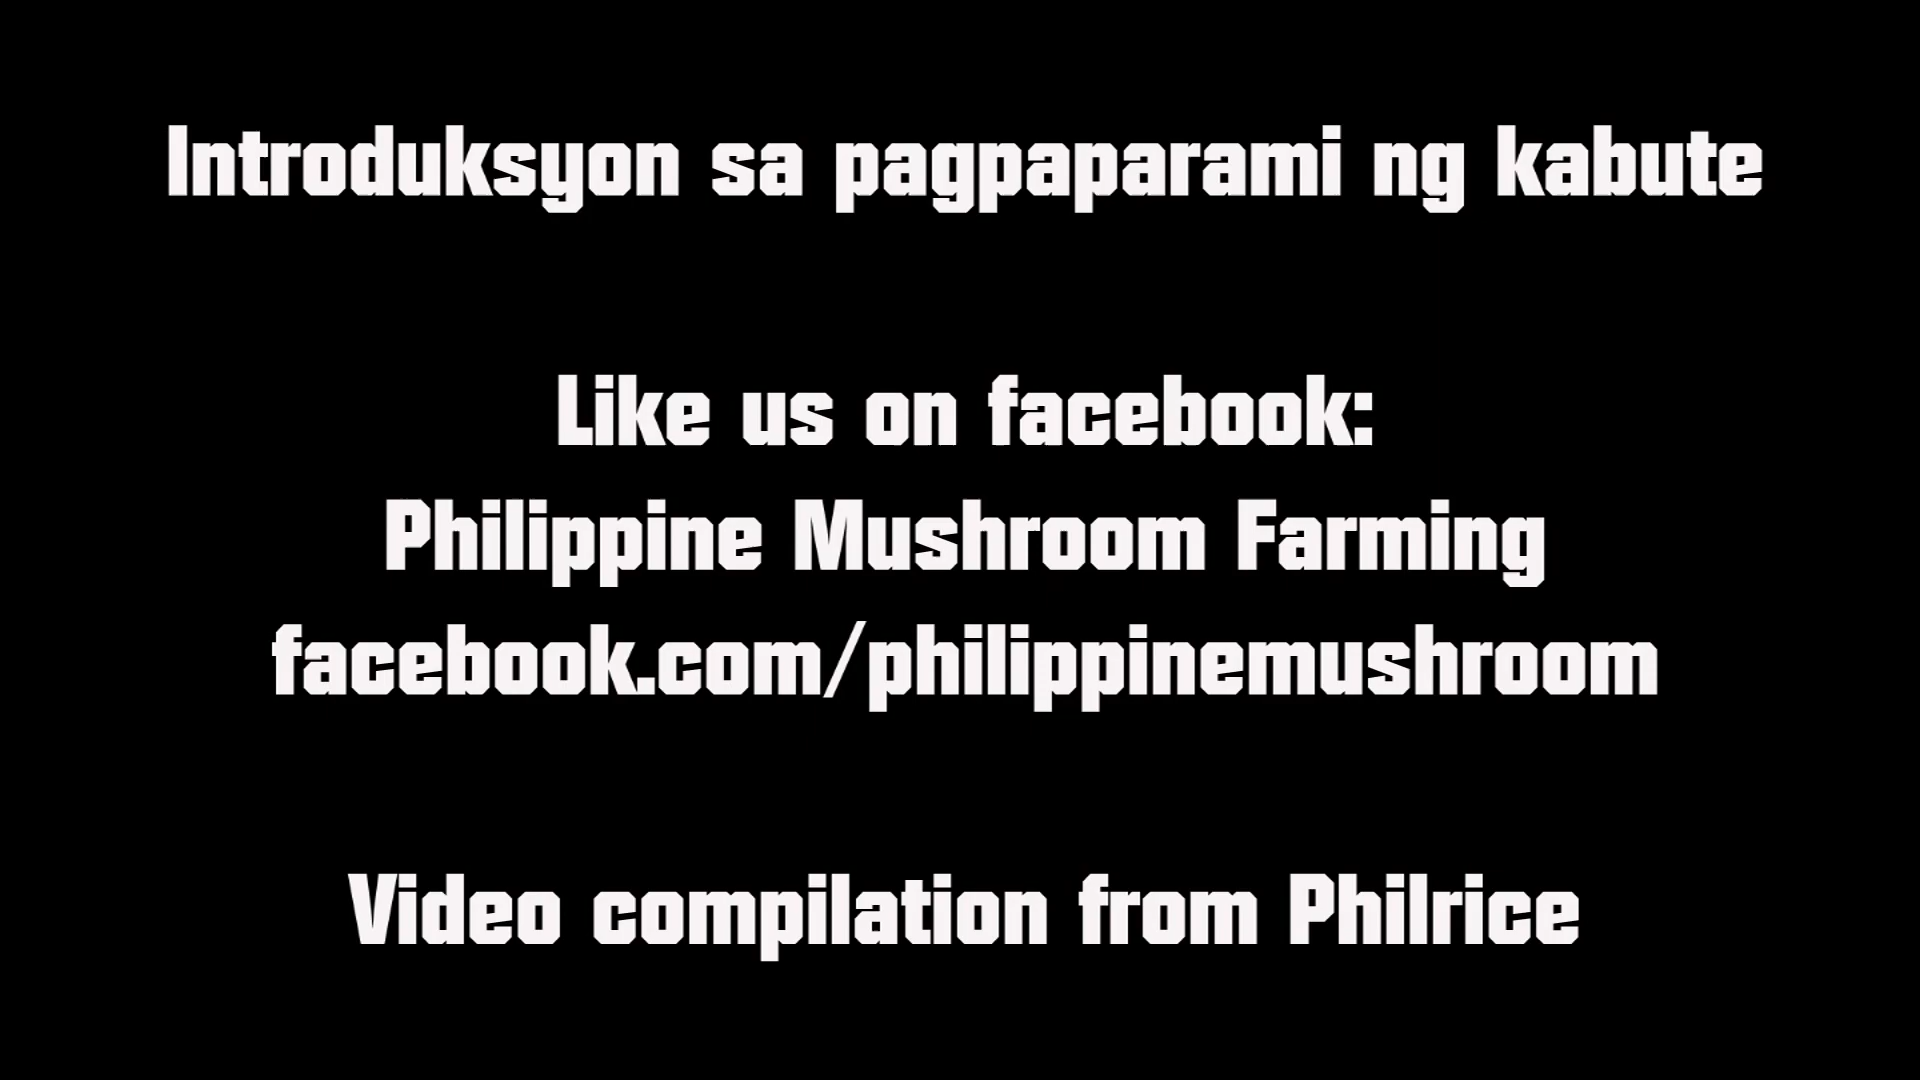 Introduksyon sa pagpaparami ng kabute
Like us on facebook:
Philippine Mushroom Farming
facebook.com/philippinemushroom
Video compilation from Philrice